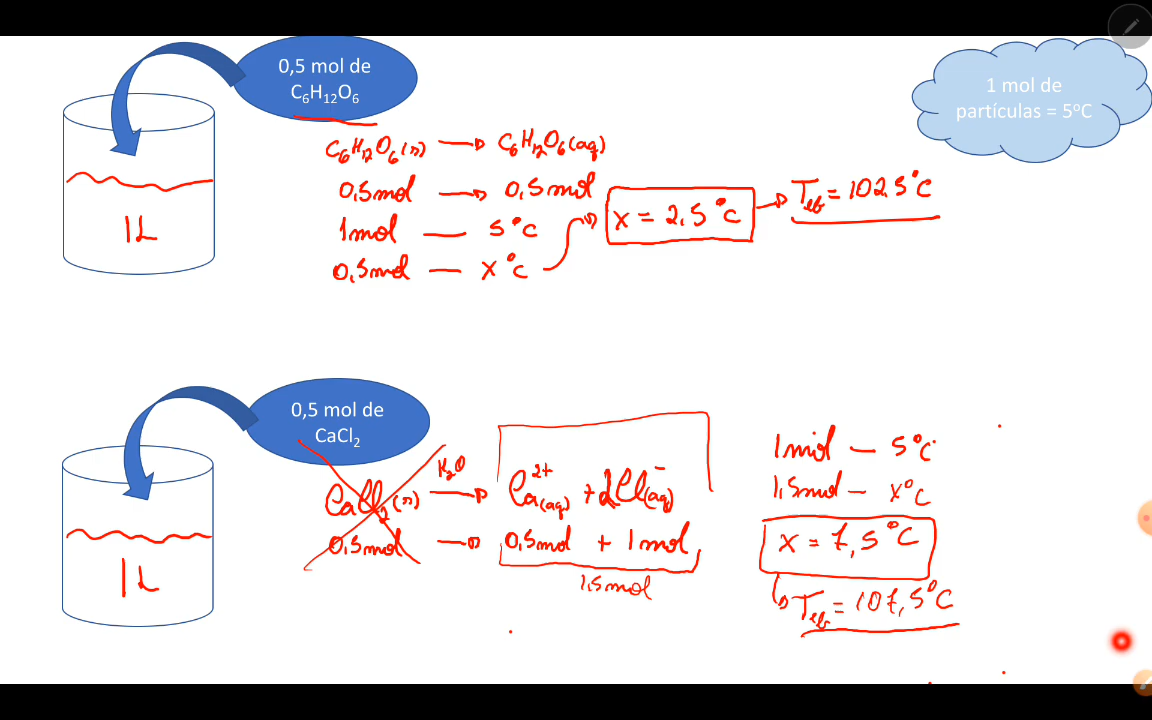 0,5 mol de
C₆H₁₂O₆
1 mol de
partículas = 5ºC
C₆H₁₂O₆(s) → C₆H₁₂O₆(aq)
0,5mol → 0,5mol
1mol — 5°C
0,5mol — x°C
x = 2,5°C → Teb = 102,5°C
1L
0,5 mol de
CaCl₂
CaCl₂(s) H₂O → Ca²⁺(aq) + 2Cl⁻(aq)
0,5mol → 0,5mol + 1mol
1,5mol
1mol — 5°C
1,5mol — x°C
x = 7,5°C
Teb = 107,5°C
1L